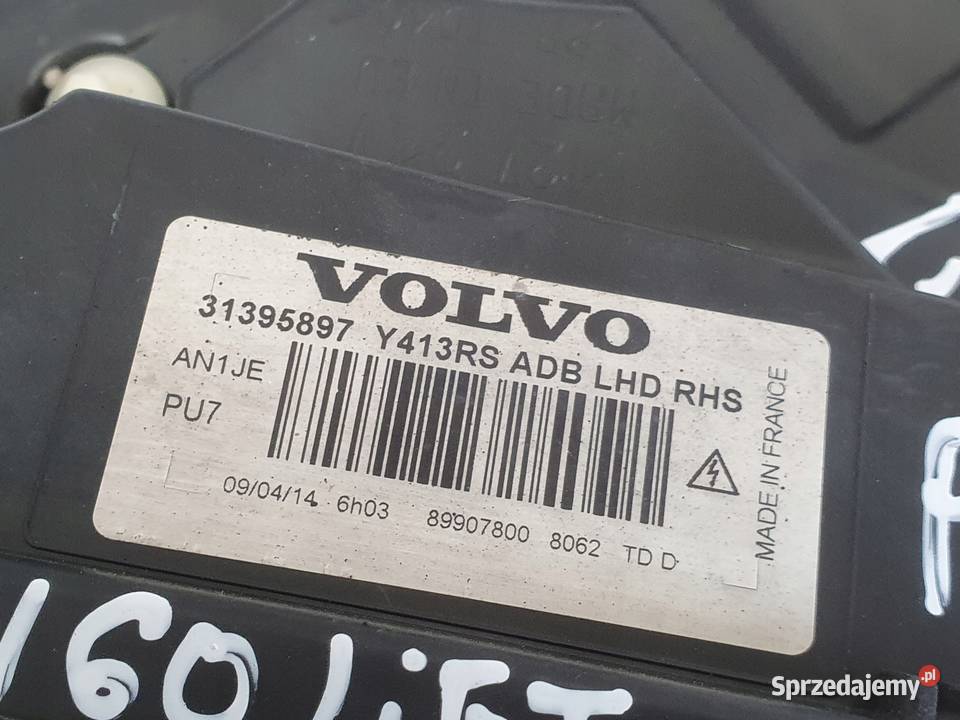 VOLVO
31395897 Y413RS ADB LHD RHS
AN1JE
PU7
09/04/14 6h03 89907800 8062 TD D
MADE IN FRANCE
60 LiFT
Sprzedajemy.pl